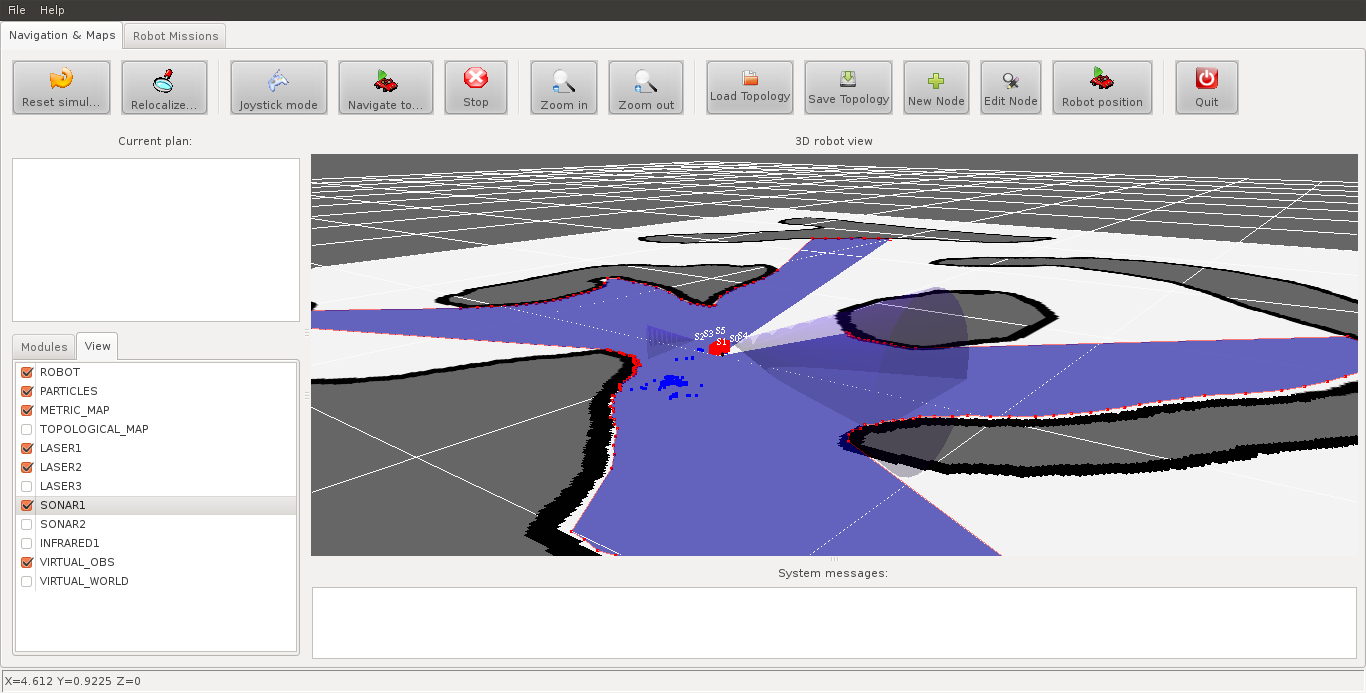 File Help
Navigation & Maps Robot Missions
Reset simul... Relocalize... Joystick mode Navigate to... Stop Zoom in Zoom out Load Topology Save Topology New Node Edit Node Robot position Quit
Current plan: 3D robot view
S2 S3 S5
S1 S4
Modules View
ROBOT
PARTICLES
METRIC_MAP
TOPOLOGICAL_MAP
LASER1
LASER2
LASER3
SONAR1
SONAR2
INFRARED1
VIRTUAL_OBS
VIRTUAL_WORLD
System messages:
X=4.612 Y=0.9225 Z=0